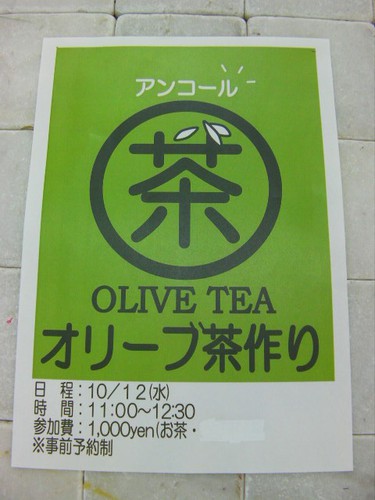 アンコール
茶
OLIVE TEA
オリーブ茶作り
日 程：10／12(水)
時 間：11:00～12:30
参加費：1,000yen(お茶・
※事前予約制